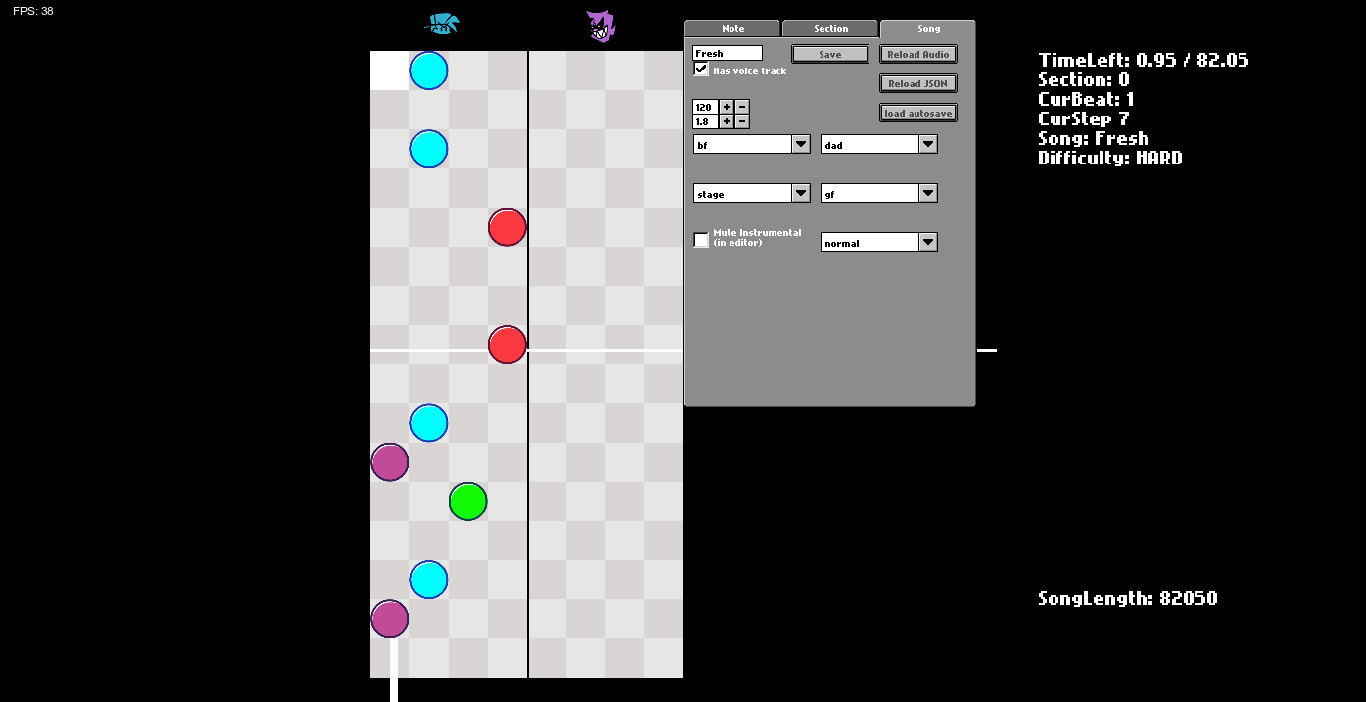 FPS: 38
Note
Section
Song
Fresh
Save
Reload Audio
Has voice track
Reload JSON
120
+
-
load autosave
1.8
+
-
bf
dad
stage
gf
Mule Instrumental
(in editor)
normal
TimeLeft: 0.95 / 82.05
Section: 0
CurBeat: 1
CurStep 7
Song: Fresh
Difficulty: HARD
SongLength: 82050